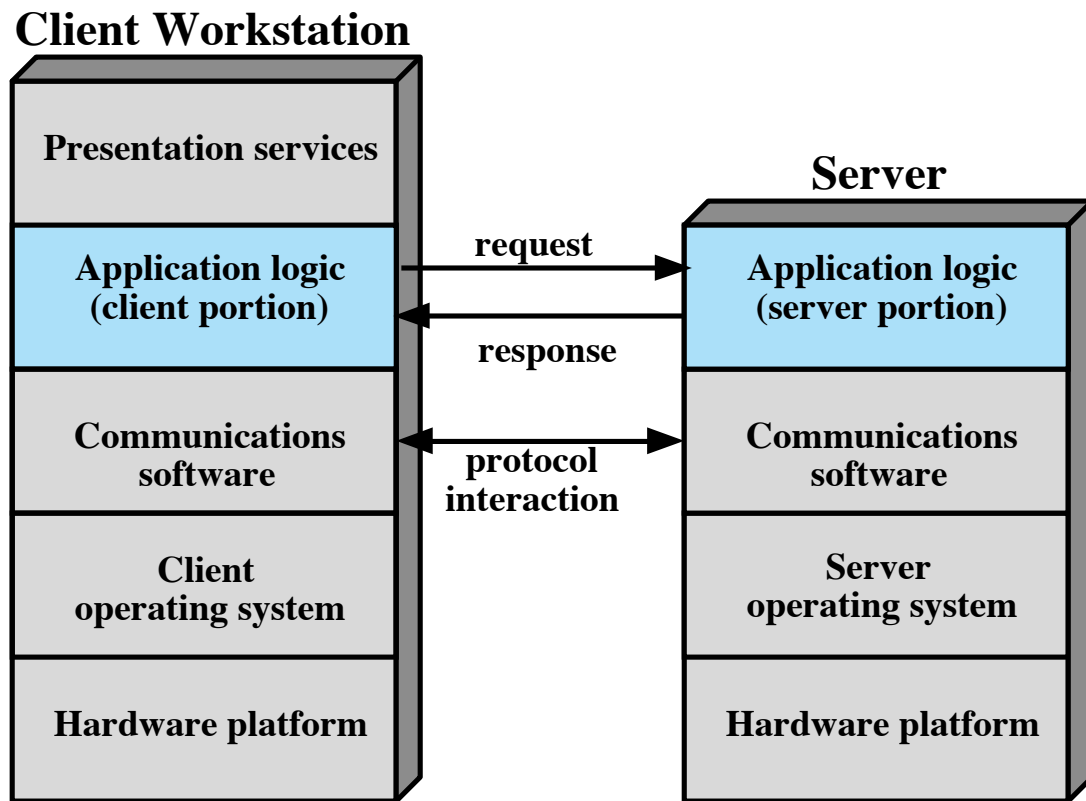 Client Workstation
Presentation services
Application logic
(client portion)
Communications
software
Client
operating system
Hardware platform
request
response
protocol
interaction
Server
Application logic
(server portion)
Communications
software
Server
operating system
Hardware platform